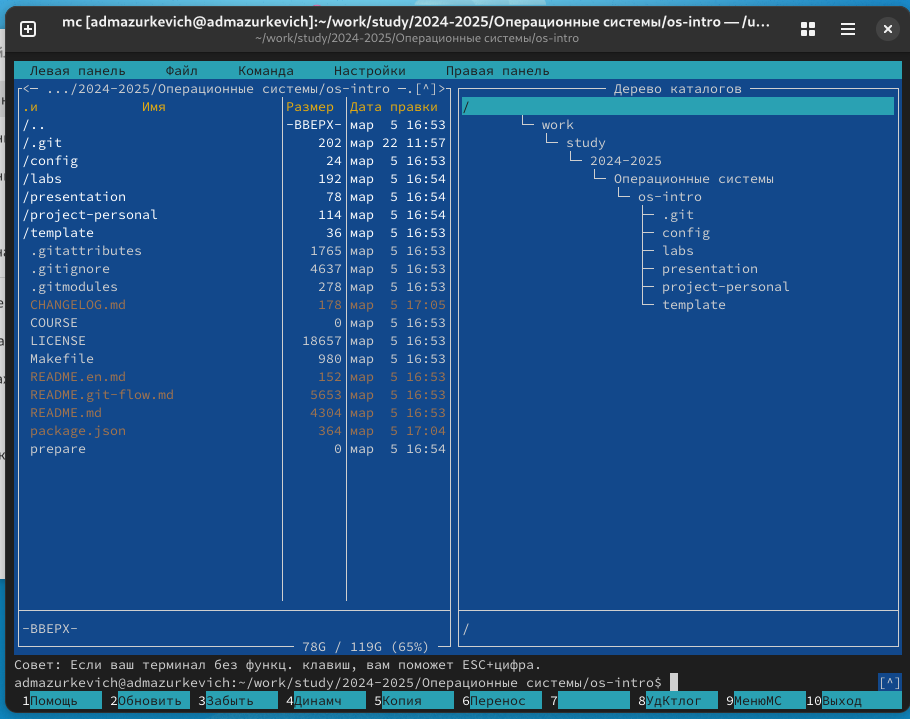 mc [admazurkevich@admazurkevich]:~/work/study/2024-2025/Операционные системы/os-intro — /u…
~/work/study/2024-2025/Операционные системы/os-intro
Левая панель Файл Команда Настройки Правая панель
<— .../2024-2025/Операционные системы/os-intro —.[^]>
.и Имя Размер Дата правки
/.. -ВВЕРХ- мар 5 16:53
/.git 202 мар 22 11:57
/config 24 мар 5 16:53
/labs 192 мар 5 16:54
/presentation 78 мар 5 16:54
/project-personal 114 мар 5 16:54
/template 36 мар 5 16:53
.gitattributes 1765 мар 5 16:53
.gitignore 4637 мар 5 16:53
.gitmodules 278 мар 5 16:53
CHANGELOG.md 178 мар 5 17:05
COURSE 0 мар 5 16:53
LICENSE 18657 мар 5 16:53
Makefile 980 мар 5 16:53
README.en.md 152 мар 5 16:53
README.git-flow.md 5653 мар 5 16:53
README.md 4304 мар 5 16:53
package.json 364 мар 5 17:04
prepare 0 мар 5 16:54
-ВВЕРХ-
78G / 119G (65%)
Дерево каталогов
/
work
study
2024-2025
Операционные системы
os-intro
.git
config
labs
presentation
project-personal
template
/
Совет: Если ваш терминал без функц. клавиш, вам поможет ESC+цифра.
admazurkevich@admazurkevich:~/work/study/2024-2025/Операционные системы/os-intro$ [^]
1Помощь 2Обновить 3Забыть 4Динамч 5Копия 6Перенос 7 8УдКтлог 9МенюМС 10Выход